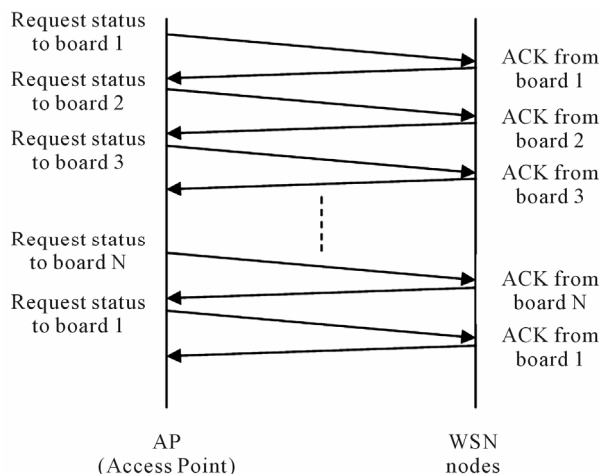 Request status
to board 1
ACK from
board 1
Request status
to board 2
ACK from
board 2
Request status
to board 3
ACK from
board 3
Request status
to board N
ACK from
board N
Request status
to board 1
ACK from
board 1
AP
(Access Point)
WSN
nodes